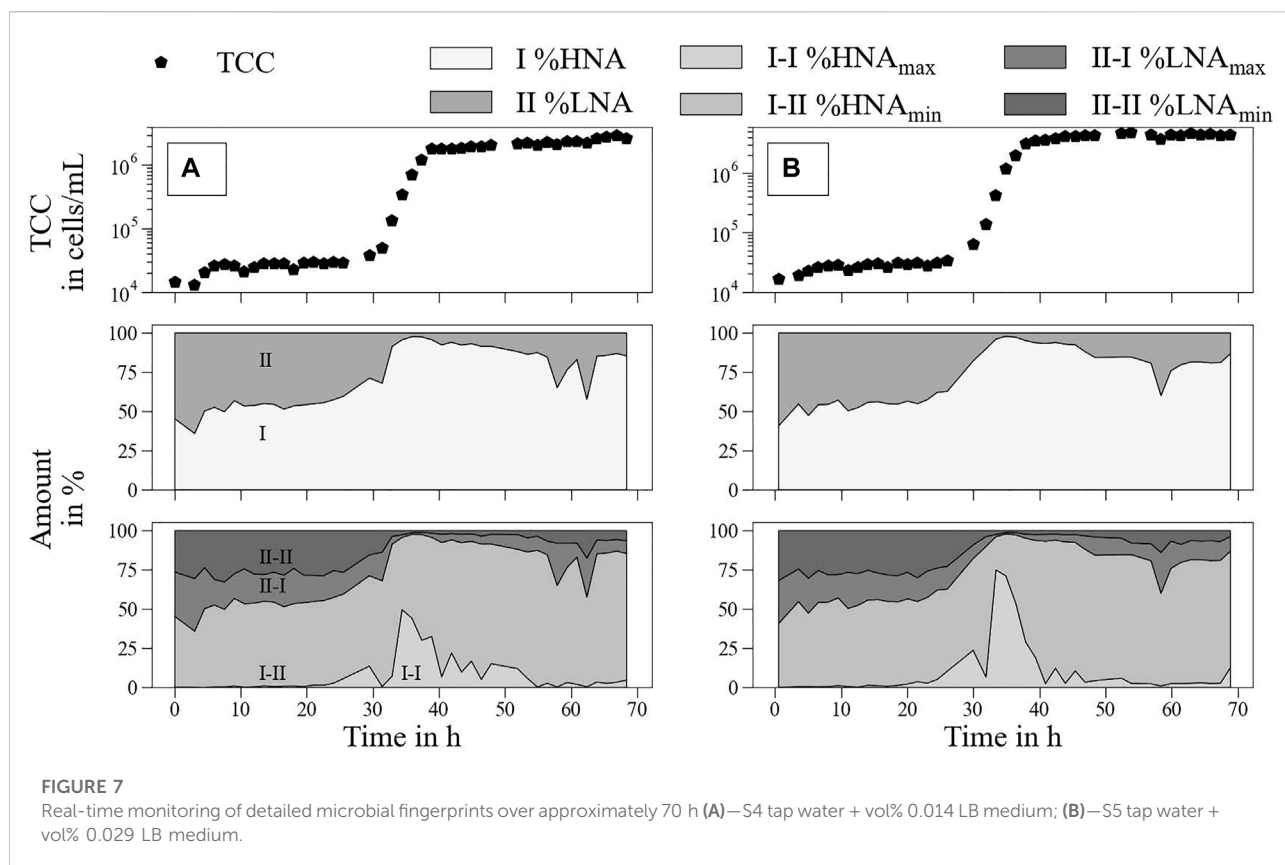 TCC
I %HNA
I-I %HNAmax
II-I %LNAmax
II %LNA
I-II %HNAmin
II-II %LNAmin
TCC
in cells/mL
10^6
10^5
10^4
A
10^6
10^5
10^4
B
Amount
in %
100
75
50
25
0
II
I
100
75
50
25
0
100
75
50
25
0
II-II
II-I
I-II
I-I
100
75
50
25
0
0 10 20 30 40 50 60 70
0 10 20 30 40 50 60 70
Time in h
Time in h
FIGURE 7
Real-time monitoring of detailed microbial fingerprints over approximately 70 h (A)—S4 tap water + vol% 0.014 LB medium; (B)—S5 tap water +
vol% 0.029 LB medium.